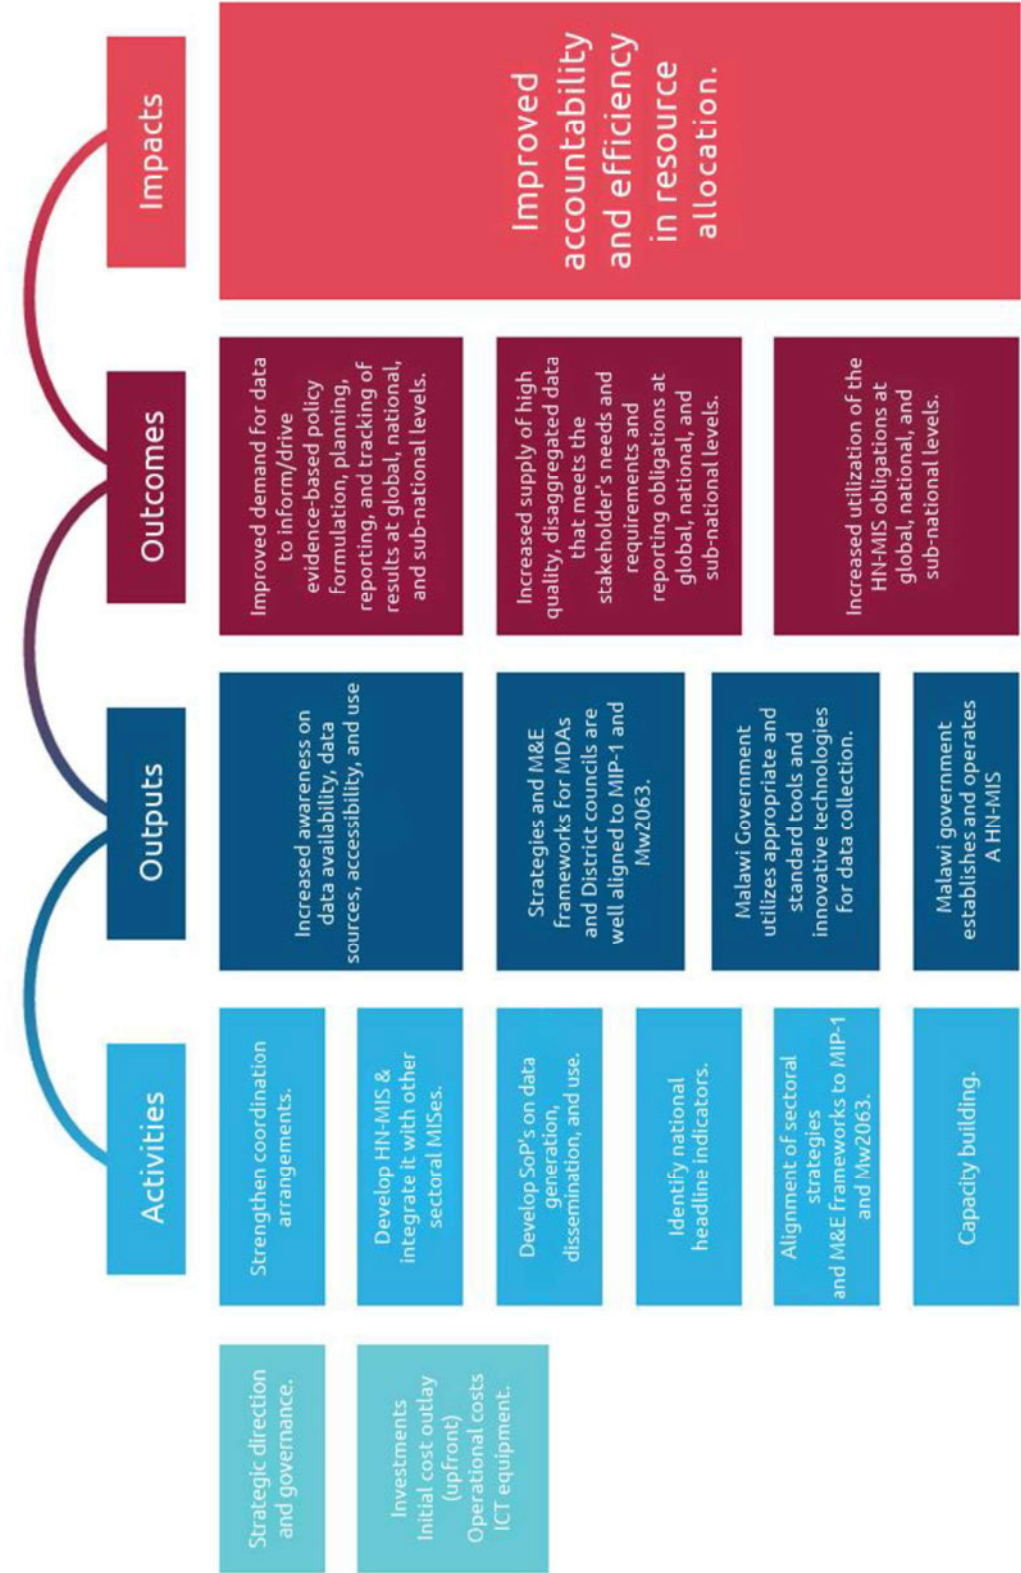 Strategic direction
and governance.
Investments
Initial cost outlay
(upfront)
Operational costs
ICT equipment.
Activities
Strengthen coordination
arrangements.
Develop HN-MIS &
integrate it with other
sectoral MISes.
Develop SoP's on data
generation,
dissemination, and use.
Identify national
headline indicators.
Alignment of sectoral
strategies
and M&E frameworks to MIP-1
and Mw2063.
Capacity building.
Outputs
Increased awareness on
data availability, data
sources, accessibility, and use
Strategies and M&E
frameworks for MDAs
and District councils are
well aligned to MIP-1 and
Mw2063.
Malawi Government
utilizes appropriate and
standard tools and
innovative technologies
for data collection.
Malawi government
establishes and operates
A HN-MIS
Outcomes
Improved demand for data
to inform/drive
evidence-based policy
formulation, planning,
reporting, and tracking of
results at global, national,
and sub-national levels.
Increased supply of high
quality, disaggregated data
that meets the
stakeholder's needs and
requirements and
reporting obligations at
global, national, and
sub-national levels.
Increased utilization of the
HN-MIS obligations at
global, national, and
sub-national levels.
Impacts
Improved
accountability
and efficiency
in resource
allocation.